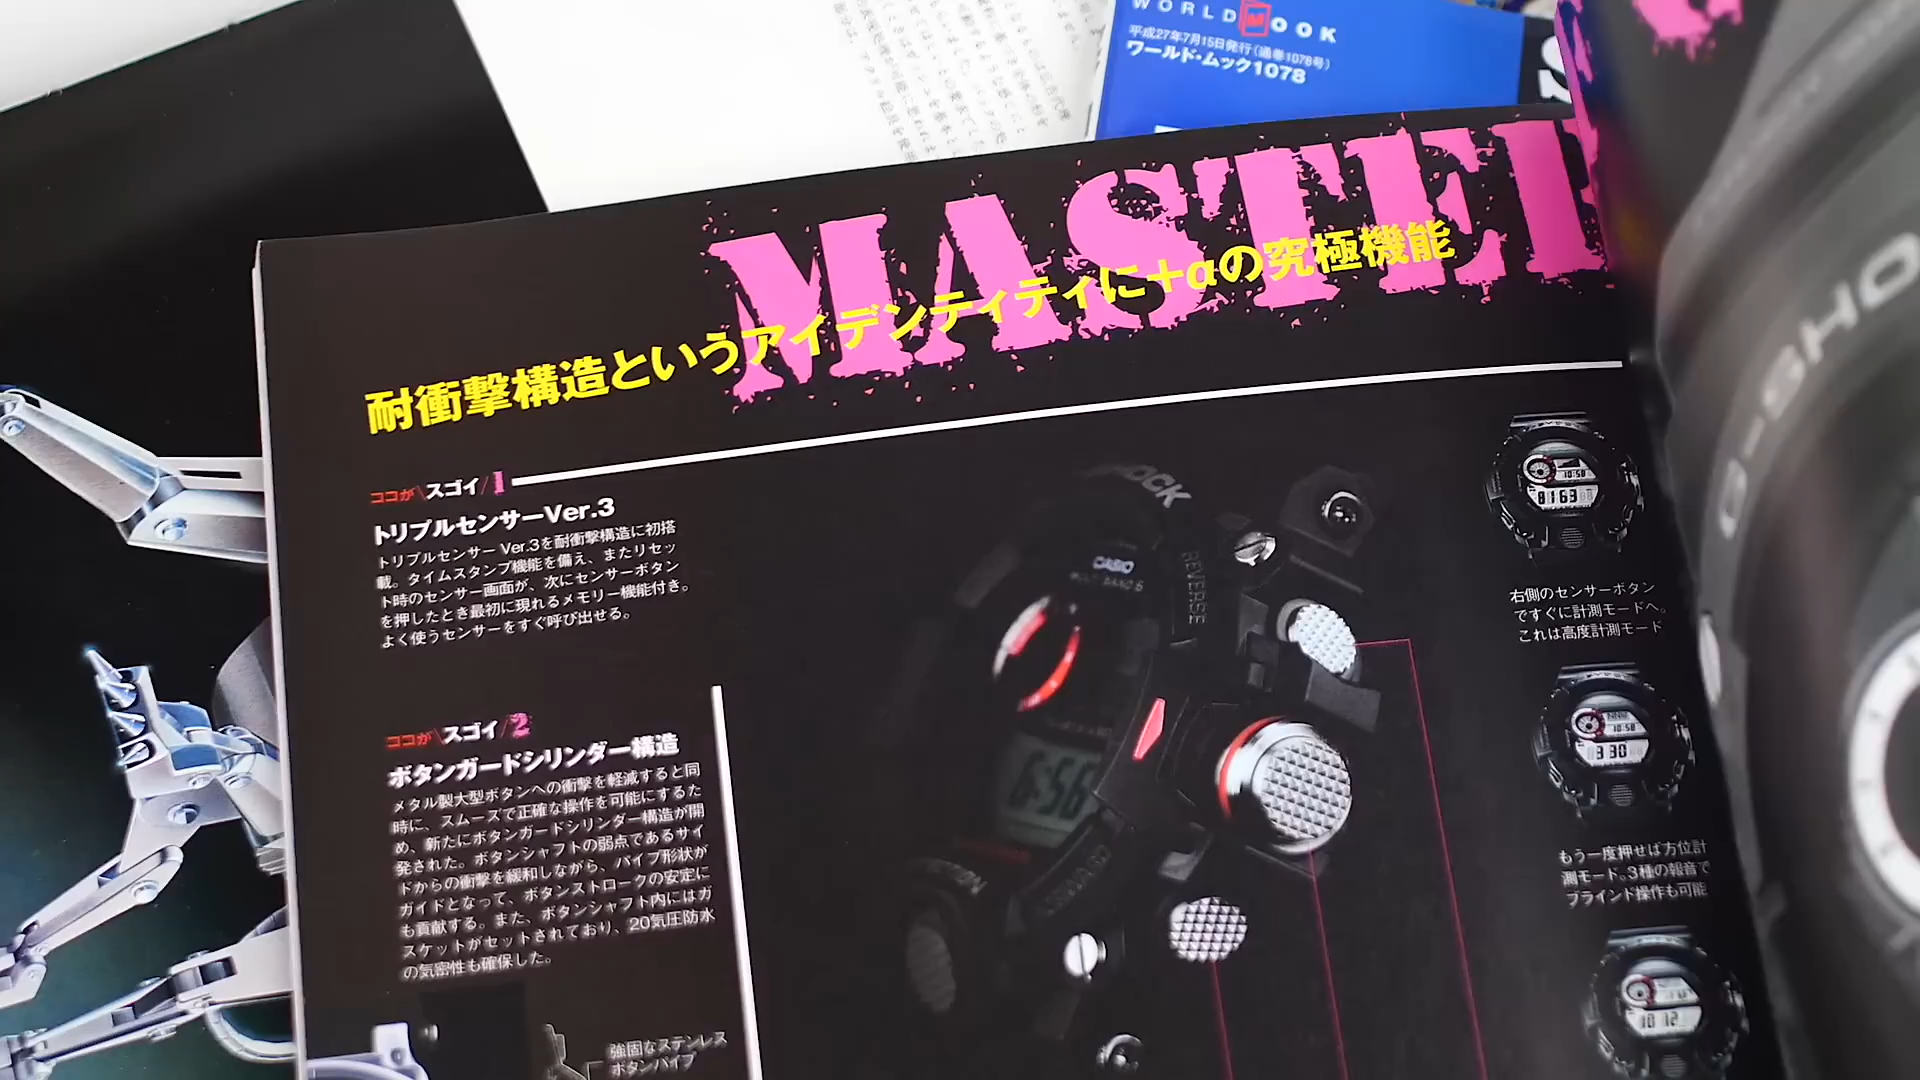 WORLD MOOK
平成27年7月15日発行(通巻1078号)
ワールド・ムック1078
MASTER
耐衝撃構造というアイデンティティに+αの究極機能
ココが\スゴイ/1
トリプルセンサーVer.3
トリプルセンサー Ver.3を耐衝撃構造に初搭
載。タイムスタンプ機能を備え、またリセッ
ト時のセンサー画面が、次にセンサーボタン
を押したとき最初に現れるメモリー機能付き。
よく使うセンサーをすぐ呼び出せる。
ココが\スゴイ/2
ボタンガードシリンダー構造
メタル製大型ボタンへの衝撃を軽減すると同
時に、スムーズで正確な操作を可能にするた
め、新たにボタンガードシリンダー構造が開
発された。ボタンシャフトの弱点であるサイ
ドからの衝撃を緩和しながら、パイプ形状が
ガイドとなって、ボタンストロークの安定に
も貢献する。また、ボタンシャフト内にはガ
スケットがセットされており、20気圧防水
の気密性も確保した。
強固なステンレス
ボタンパイプ
CASIO
MULTI BAND 6
REVERSE
6:56
10:58
右側のセンサーボタン
ですぐに計測モードへ。
これは高度計測モード
10:58
330
もう一度押せば方位計
測モード。3種の報音で
ブラインド操作も可能
G-SHO